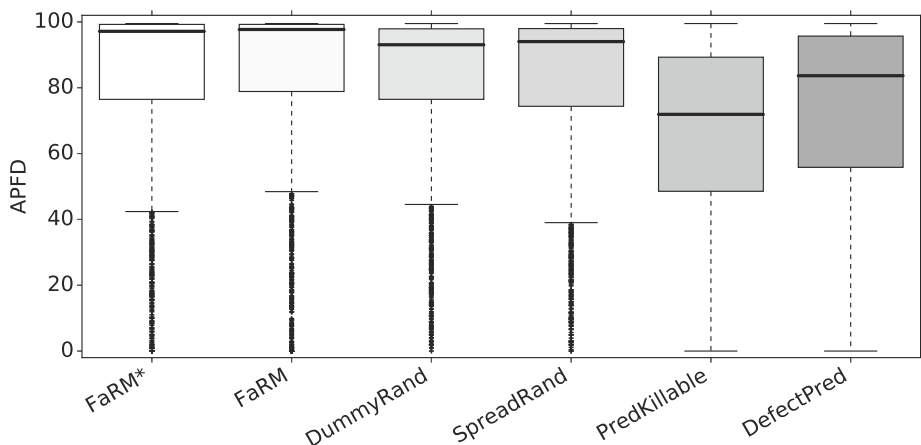 APFD
100
80
60
40
20
0
FaRM*
FaRM
DummyRand
SpreadRand
PredKillable
DefectPred